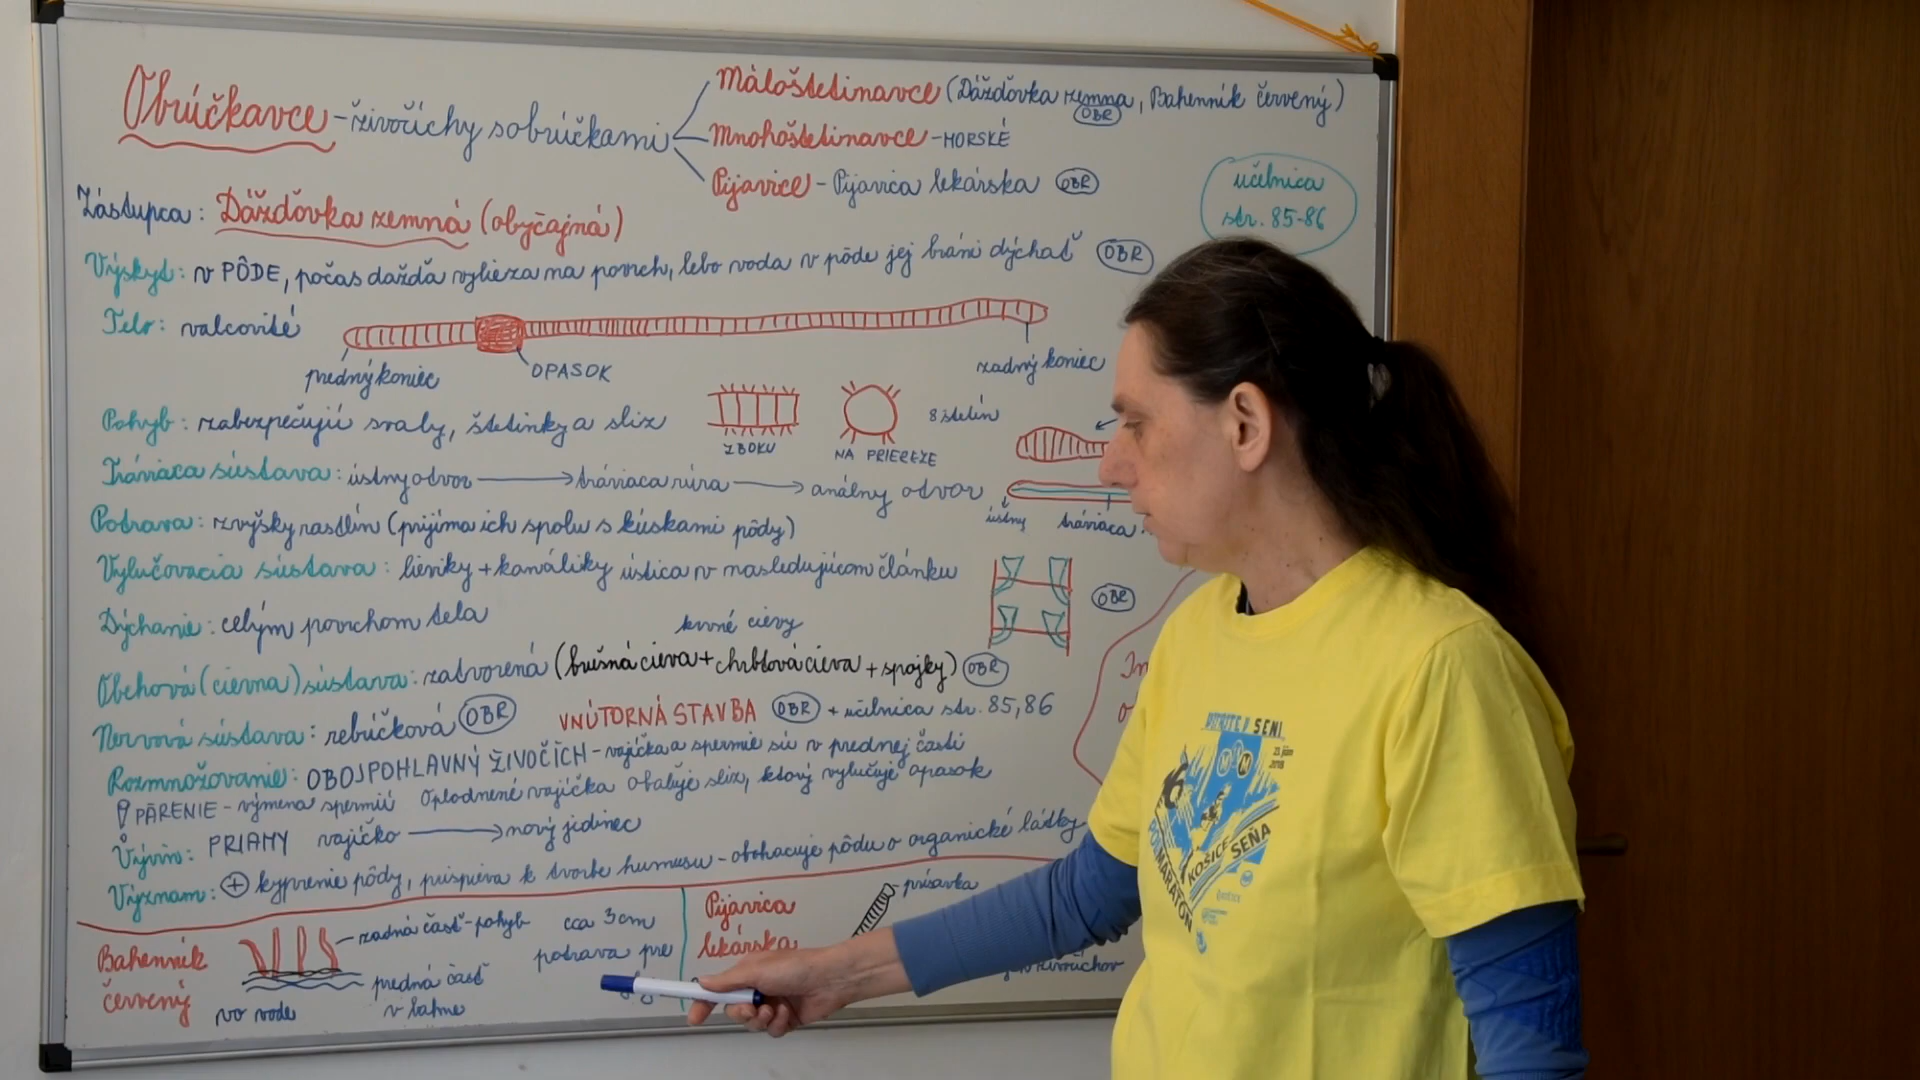 Obrúčkavce - živočíchy s obrúčkami
Máloštetinavce (Dážďovka zemná, Bahenník červený)
OBR
Mnohoštetinavce - MORSKÉ
Pijavice - Pijavica lekárska OBR
učebnica
str. 85-86
Zástupca: Dážďovka zemná (obyčajná)
Výskyt: v PÔDE, počas dažďa vylieza na povrch, lebo voda v pôde jej bráni dýchať OBR
Telo: valcovité
predný koniec
OPASOK
zadný koniec
Pohyb: zabezpečujú svaly, štetinky a sliz
ZBOKU
NA PRIEREZE
8 štetín
Tráviaca sústava: ústny otvor → tráviaca rúra → análny otvor
ústny
tráviaca
Potrava: zvyšky rastlín (prijíma ich spolu s kúskami pôdy)
Vylučovacia sústava: lieviky + kanáliky ústiace v nasledujúcom článku
OBR
Dýchanie: celým povrchom tela
krvné cievy
Obehová (cievna) sústava: zatvorená (brušná cieva + chrbtová cieva + spojky) OBR
Nervová sústava: rebríčková OBR
VNÚTORNÁ STAVBA OBR + učebnica str. 85,86
Rozmnožovanie: OBOJPOHLAVNÝ ŽIVOČÍCH - vajíčka a spermie sú v prednej časti
! PÁRENIE - výmena spermií Oplodnené vajíčka obaľuje sliz, ktorý vylučuje opasok
Vývin: PRIAMY vajíčko → nový jedinec
Význam: + kyprenie pôdy, prispieva k tvorbe humusu - obohacuje pôdu o organické látky
Bahenník
červený
zadná časť - pohyb
predná časť
v bahne
vo vode
cca 3 cm
potrava pre
Pijavica
lekárska
prísavka
KOŠICE
SEŇA
POLMARATÓN